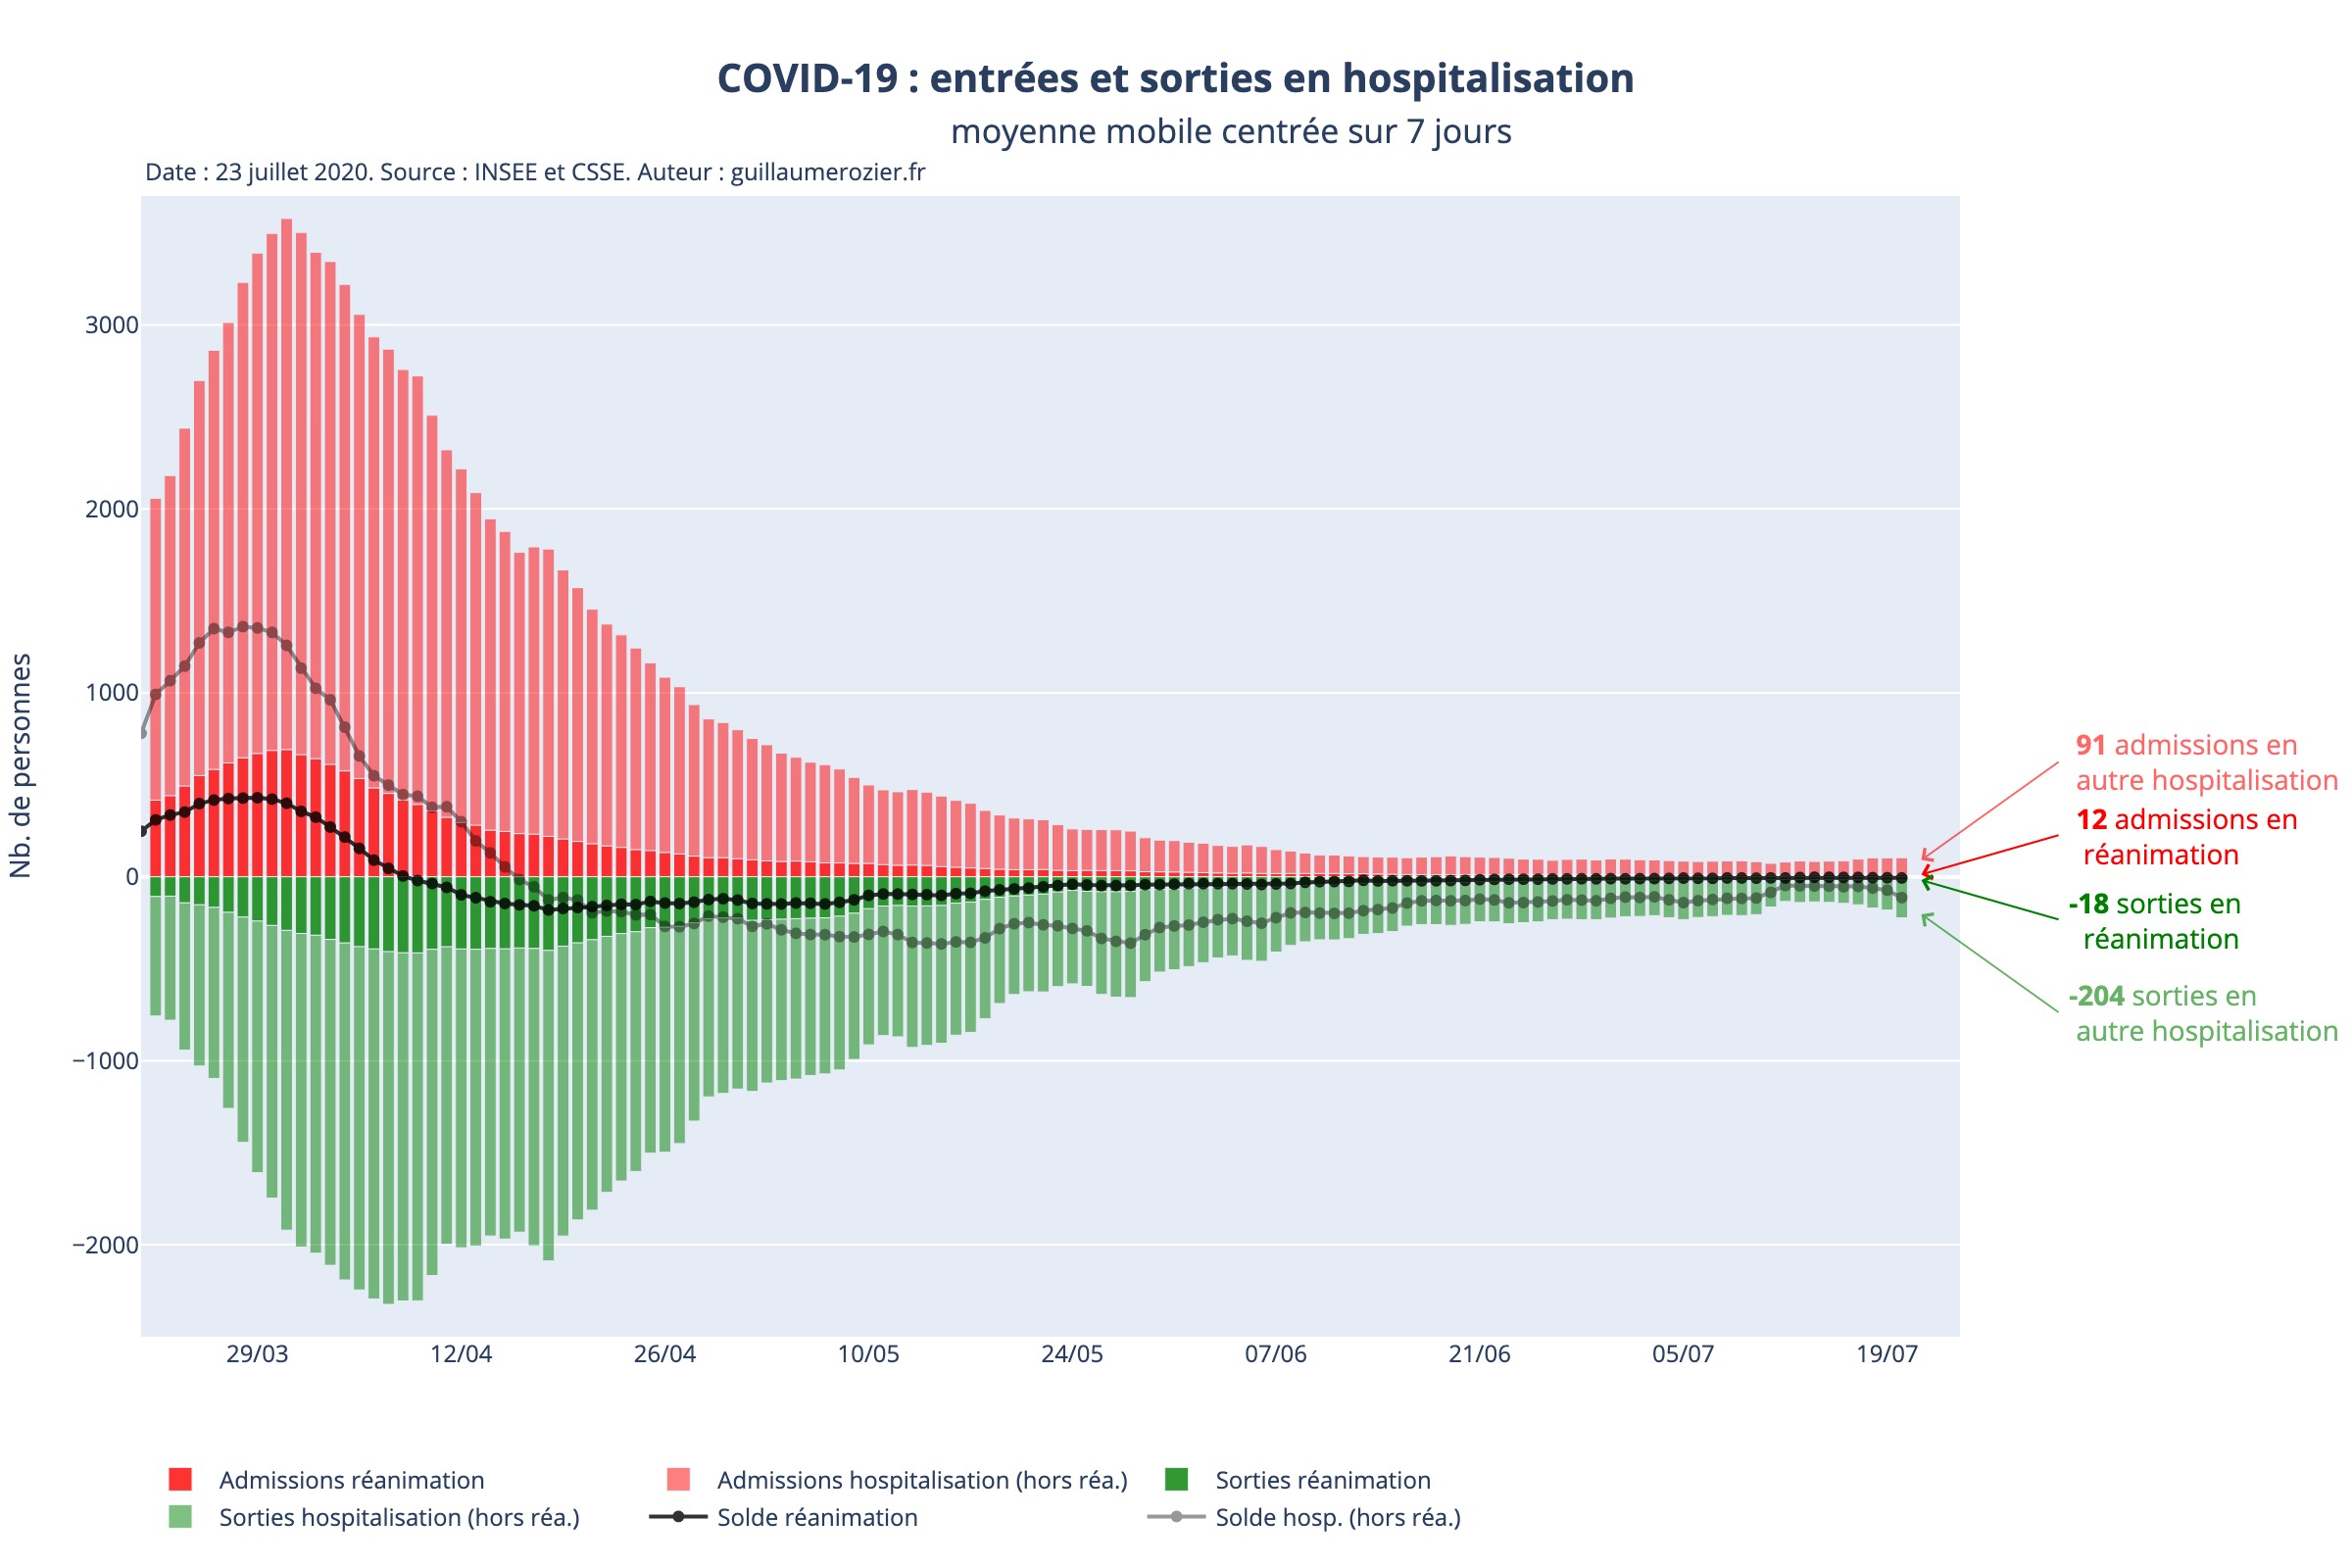 COVID-19 : entrées et sorties en hospitalisation
moyenne mobile centrée sur 7 jours
Date : 23 juillet 2020. Source : INSEE et CSSE. Auteur : guillaumerozier.fr
Nb. de personnes
3000
2000
1000
0
−1000
−2000
29/03
12/04
26/04
10/05
24/05
07/06
21/06
05/07
19/07
91 admissions en
autre hospitalisation
12 admissions en
réanimation
-18 sorties en
réanimation
-204 sorties en
autre hospitalisation
Admissions réanimation
Admissions hospitalisation (hors réa.)
Sorties réanimation
Sorties hospitalisation (hors réa.)
Solde réanimation
Solde hosp. (hors réa.)